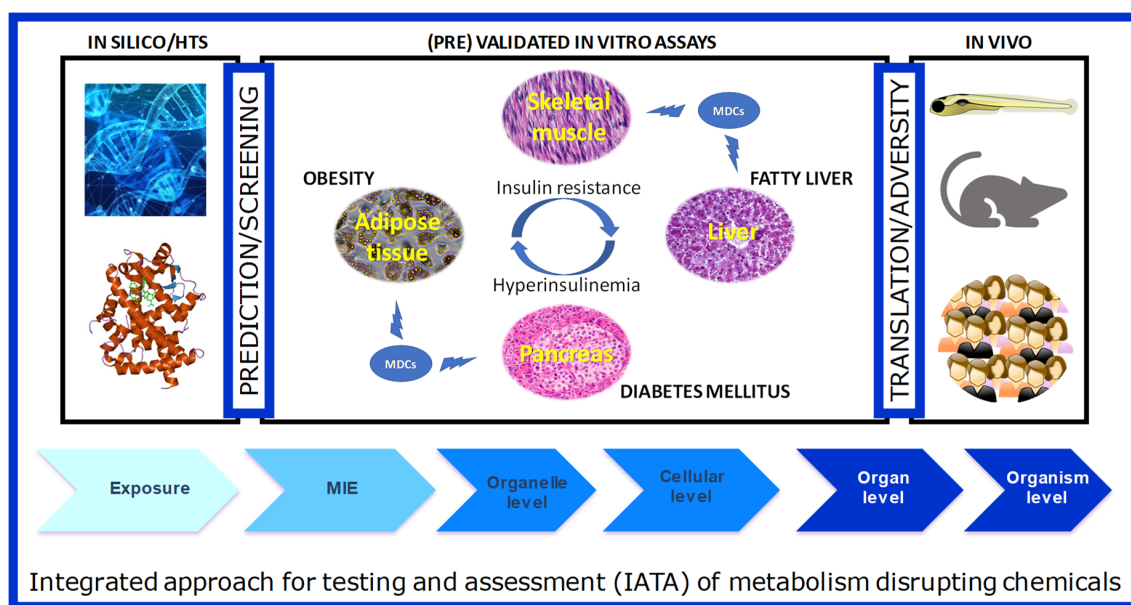 IN SILICO/HTS
(PRE) VALIDATED IN VITRO ASSAYS
IN VIVO
PREDICTION/SCREENING
Skeletal
muscle
MDCs
OBESITY
Insulin resistance
FATTY LIVER
Adipose
tissue
Liver
Hyperinsulinemia
MDCs
Pancreas
DIABETES MELLITUS
TRANSLATION/ADVERSITY
Exposure
MIE
Organelle
level
Cellular
level
Organ
level
Organism
level
Integrated approach for testing and assessment (IATA) of metabolism disrupting chemicals